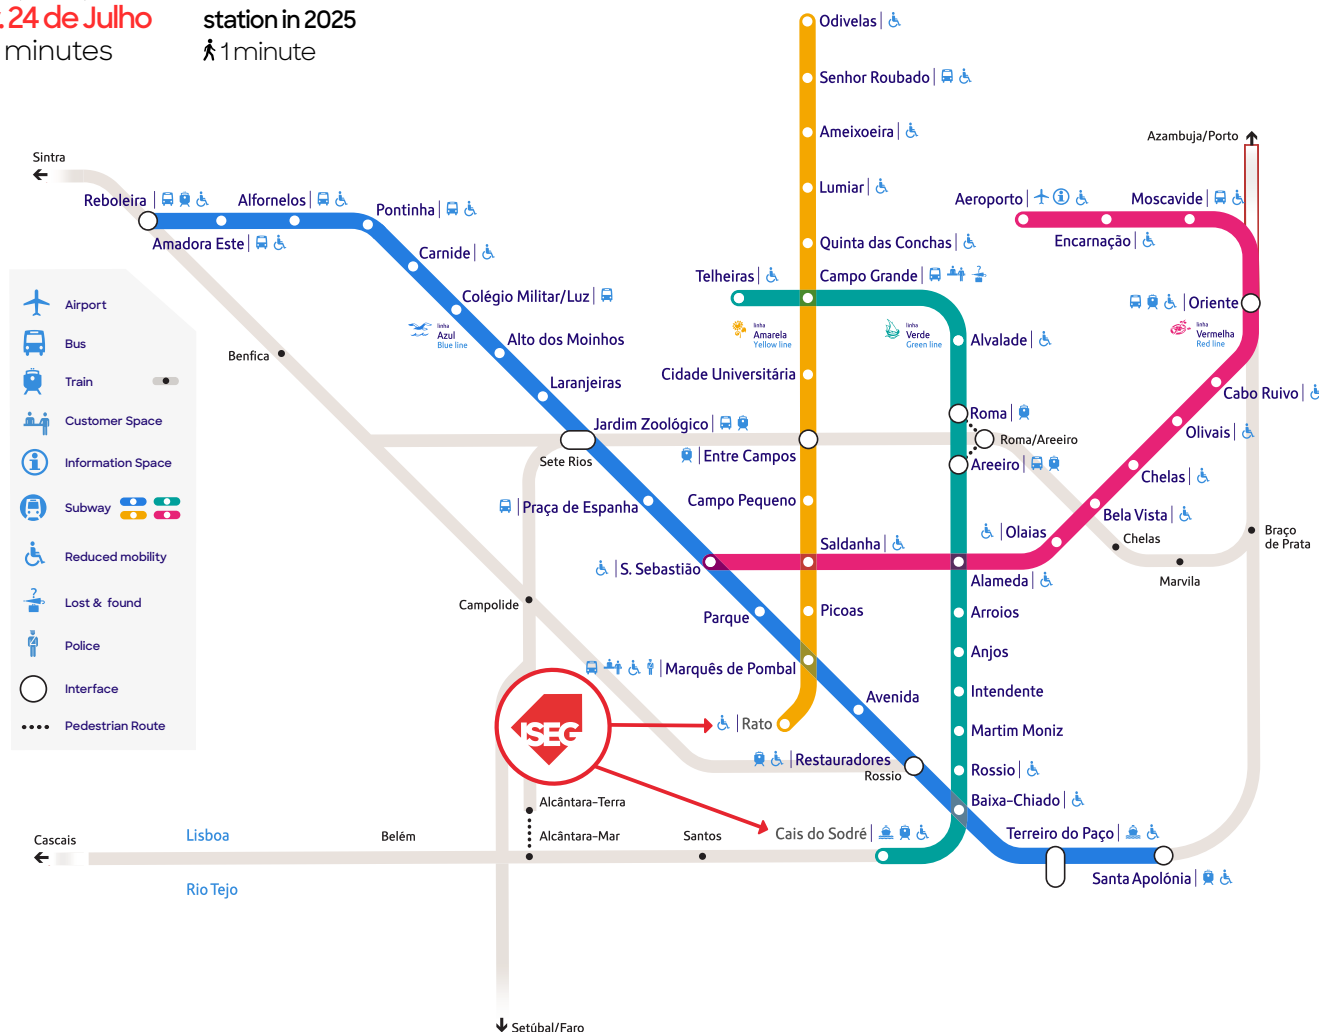 . 24 de Julho
minutes
station in 2025
1 minute
Odivelas
Senhor Roubado
Ameixoeira
Lumiar
Quinta das Conchas
Campo Grande
Telheiras
Azambuja/Porto
Aeroporto
Moscavide
Encarnação
Oriente
Sintra
Reboleira
Alfornelos
Pontinha
Amadora Este
Carnide
Colégio Militar/Luz
Alto dos Moinhos
Laranjeiras
Jardim Zoológico
Sete Rios
Benfica
linha
Azul
Blue line
linha
Amarela
Yellow line
linha
Verde
Green line
linha
Vermelha
Red line
Alvalade
Cidade Universitária
Cabo Ruivo
Roma
Roma/Areeiro
Olivais
Entre Campos
Areeiro
Chelas
Praça de Espanha
Campo Pequeno
Bela Vista
Olaias
Chelas
Braço
de Prata
Saldanha
S. Sebastião
Alameda
Marvila
Campolide
Parque
Picoas
Arroios
Anjos
Marquês de Pombal
Intendente
Avenida
ISEG
Rato
Martim Moniz
Restauradores
Rossio
Rossio
Baixa-Chiado
Alcântara-Terra
Alcântara-Mar
Santos
Cais do Sodré
Terreiro do Paço
Santa Apolónia
Cascais
Lisboa
Belém
Rio Tejo
Setúbal/Faro
Airport
Bus
Train
Customer Space
Information Space
Subway
Reduced mobility
Lost & found
Police
Interface
Pedestrian Route